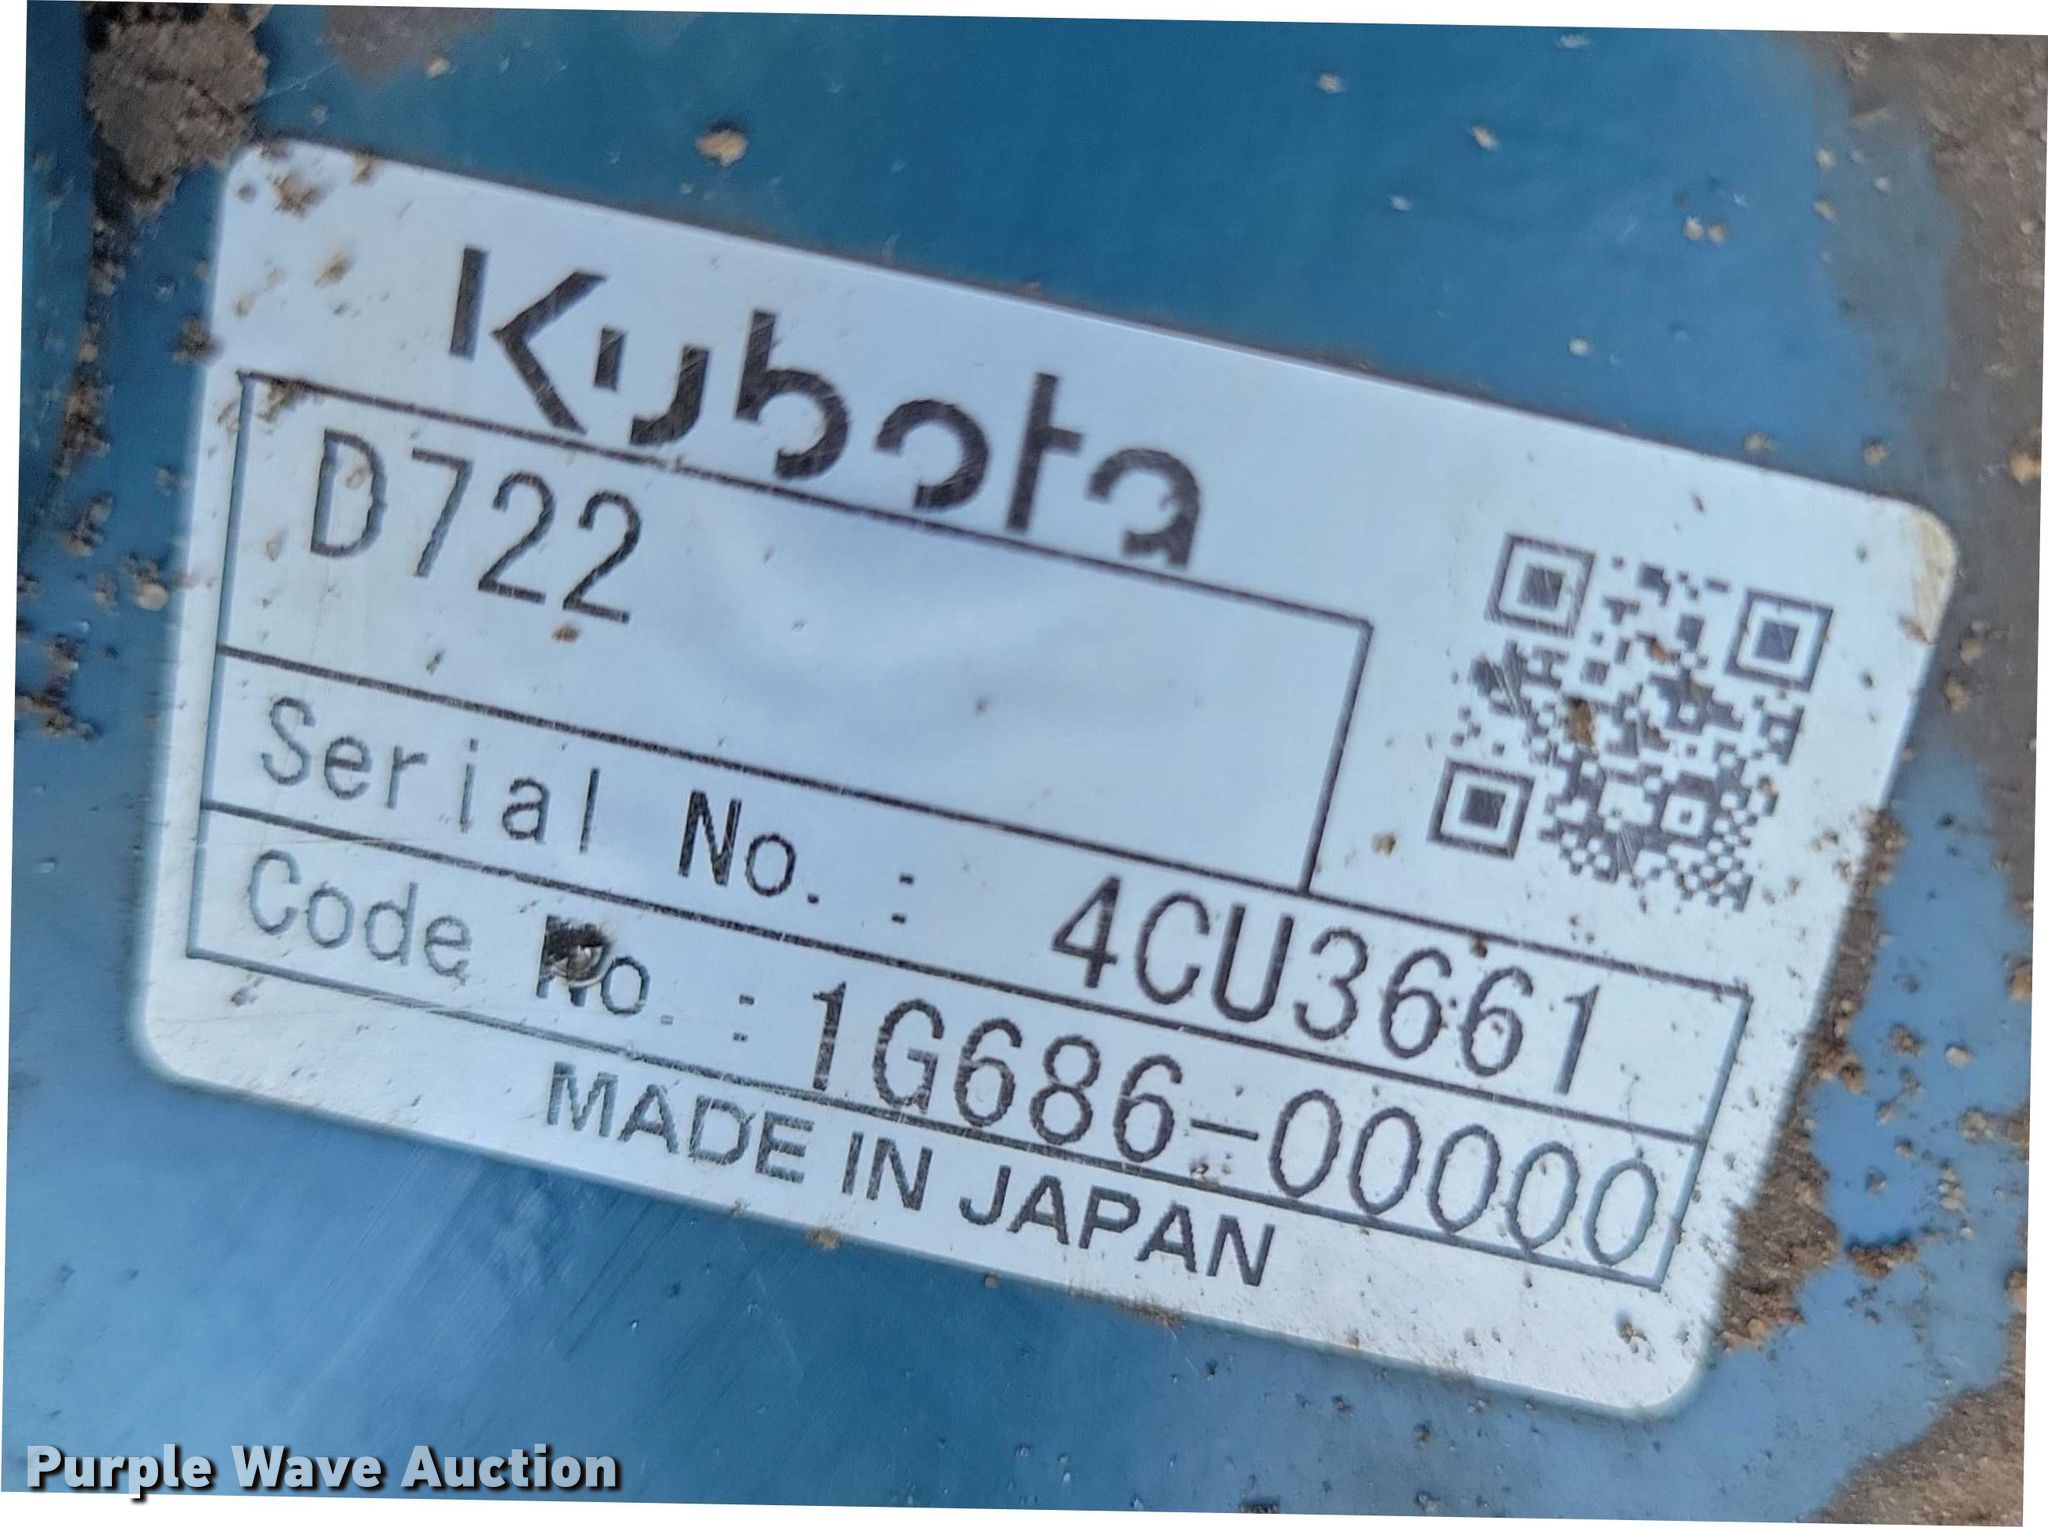 Kubota
D722
Serial No. : 4CU3661
Code No. : 1G686-00000
MADE IN JAPAN
Purple Wave Auction